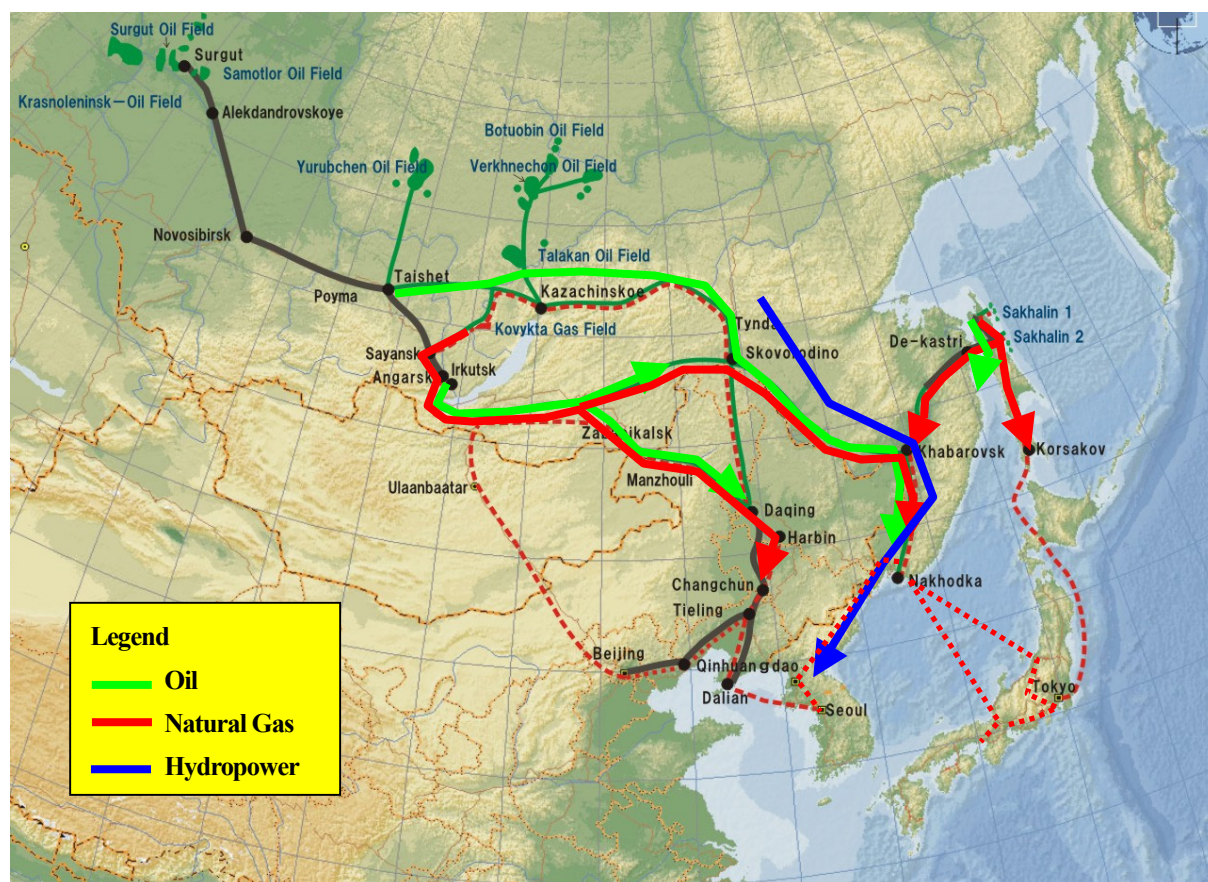 Surgut Oil Field
Surgut
Samotlor Oil Field
Krasnoleninsk－Oil Field
Alekdandrovskoye
Botuobin Oil Field
Yurubchen Oil Field
Verkhnechon Oil Field
Novosibirsk
Talakan Oil Field
Taishet
Poyma
Kazachinskoe
Sakhalin 1
Kovykta Gas Field
Tynda
Sakhalin 2
De-kastri
Sayansk
Skovorodino
Irkutsk
Angarsk
Khabarovsk
Korsakov
Manzhouli
Ulaanbaatar
Daqing
Harbin
Changchun
Nakhodka
Tieling
Legend
Beijing
Qinhuangdao
Oil
Dalian
Tokyo
Seoul
Natural Gas
Hydropower